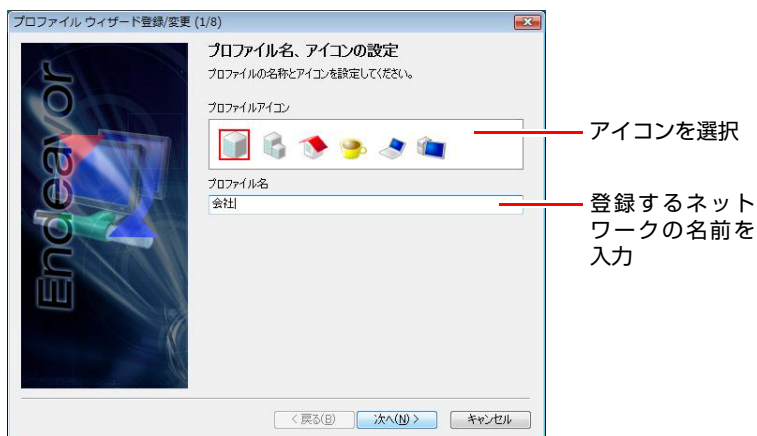 プロファイル ウィザード登録/変更 (1/8)
Endeavor
プロファイル名、アイコンの設定
プロファイルの名称とアイコンを設定してください。
プロファイルアイコン
アイコンを選択
プロファイル名
会社
登録するネット
ワークの名前を
入力
< 戻る(B)
次へ(N) >
キャンセル